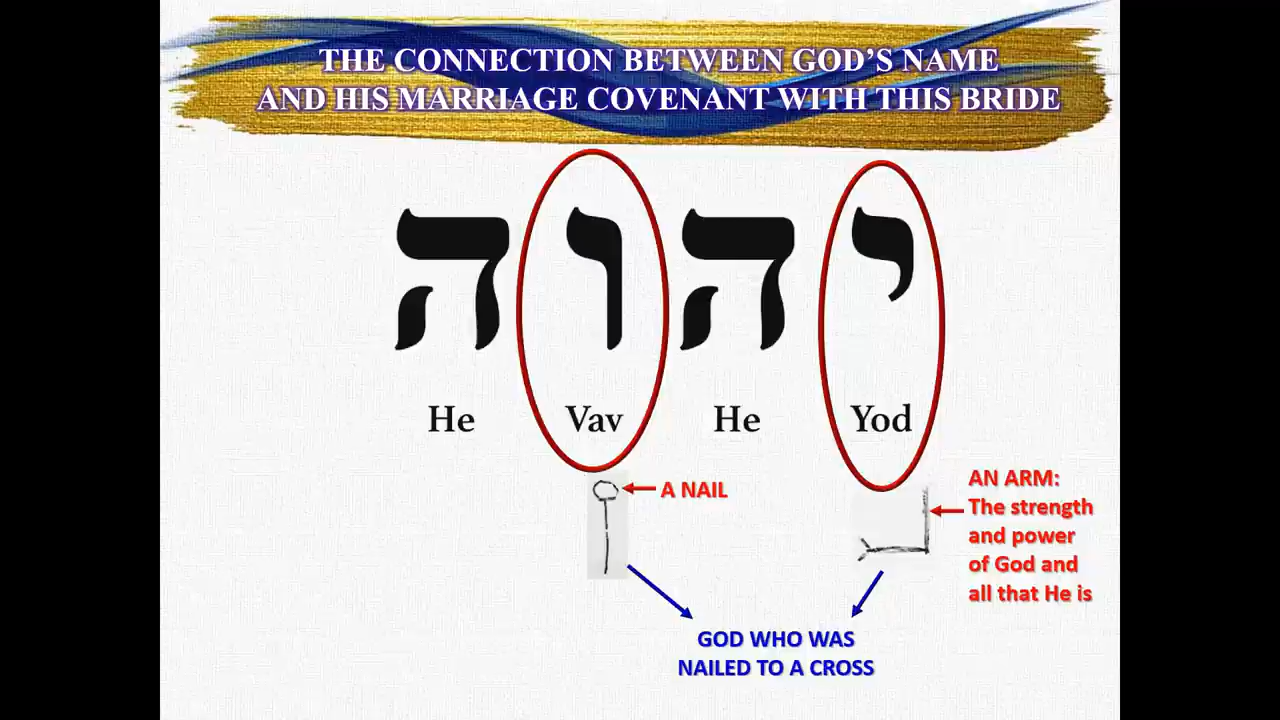 THE CONNECTION BETWEEN GOD'S NAME
AND HIS MARRIAGE COVENANT WITH THIS BRIDE
יהוה
He Vav He Yod
A NAIL
AN ARM:
The strength
and power
of God and
all that He is
GOD WHO WAS
NAILED TO A CROSS